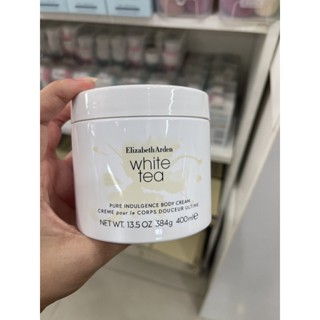 Elizabeth Arden
white
tea
PURE INDULGENCE BODY CREAM
CRÈME pour le CORPS DOUCEUR ULTIME
NET WT. 13.5 OZ 384g 400ml℮